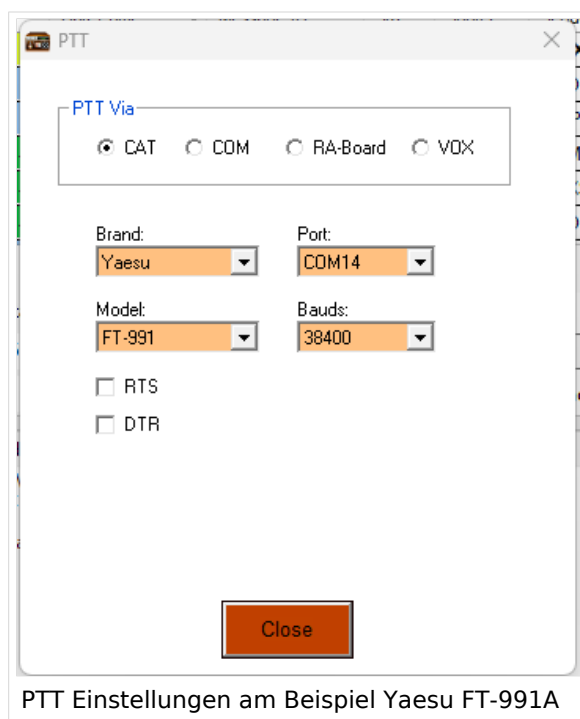 PTT
PTT Via
CAT COM RA-Board VOX
Brand: Port:
Yaesu COM14
Model: Bauds:
FT-991 38400
RTS
DTR
Close
PTT Einstellungen am Beispiel Yaesu FT-991A